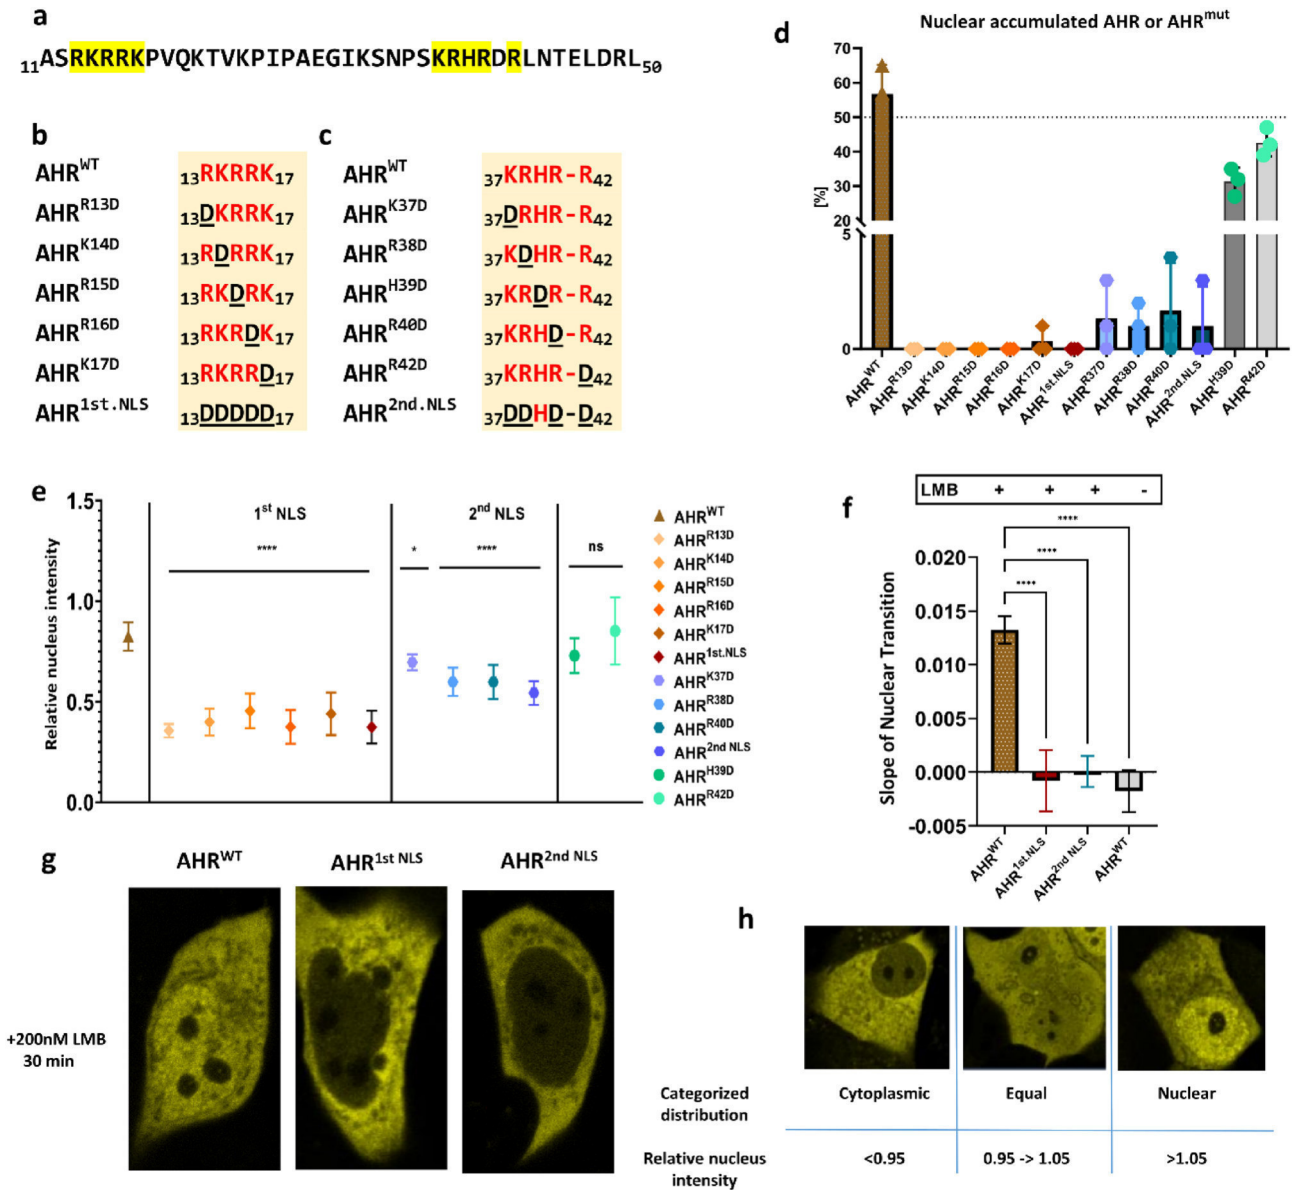 a
11ASRKRRKPVQKTVKPIPAEGIKSNPSKRHRDRLNTELDRL50
b
AHRWT 13RKRRK17
AHRR13D 13DKRRK17
AHRK14D 13RDRRK17
AHRR15D 13RKDRK17
AHRR16D 13RKRDK17
AHRK17D 13RKRRD17
AHR1st.NLS 13DDDDD17
c
AHRWT 37KRHR-R42
AHRK37D 37DRHR-R42
AHRR38D 37KDHR-R42
AHRH39D 37KRDR-R42
AHRR40D 37KRHD-R42
AHRR42D 37KRHR-D42
AHR2nd.NLS 37DDHD-D42
d
Nuclear accumulated AHR or AHRmut
70
60
50
40
30
20
5
0
[%]
AHRWT
AHRR13D
AHRK14D
AHRR15D
AHRR16D
AHRK17D
AHR1st.NLS
AHRR37D
AHRR38D
AHRR40D
AHR2nd.NLS
AHRH39D
AHRR42D
e
1.5
1.0
0.5
0.0
Relative nucleus intensity
1st NLS
****
2nd NLS
*
****
ns
AHRWT
AHRR13D
AHRK14D
AHRR15D
AHRR16D
AHRK17D
AHR1st.NLS
AHRK37D
AHRR38D
AHRR40D
AHR2nd NLS
AHRH39D
AHRR42D
f
LMB + + + -
****
****
****
0.020
0.015
0.010
0.005
0.000
-0.005
Slope of Nuclear Transition
AHRWT
AHR1st.NLS
AHR2nd NLS
AHRWT
g
AHRWT AHR1st NLS AHR2nd NLS
+200nM LMB
30 min
h
Categorized
distribution
Cytoplasmic Equal Nuclear
Relative nucleus
intensity
<0.95 0.95 -> 1.05 >1.05